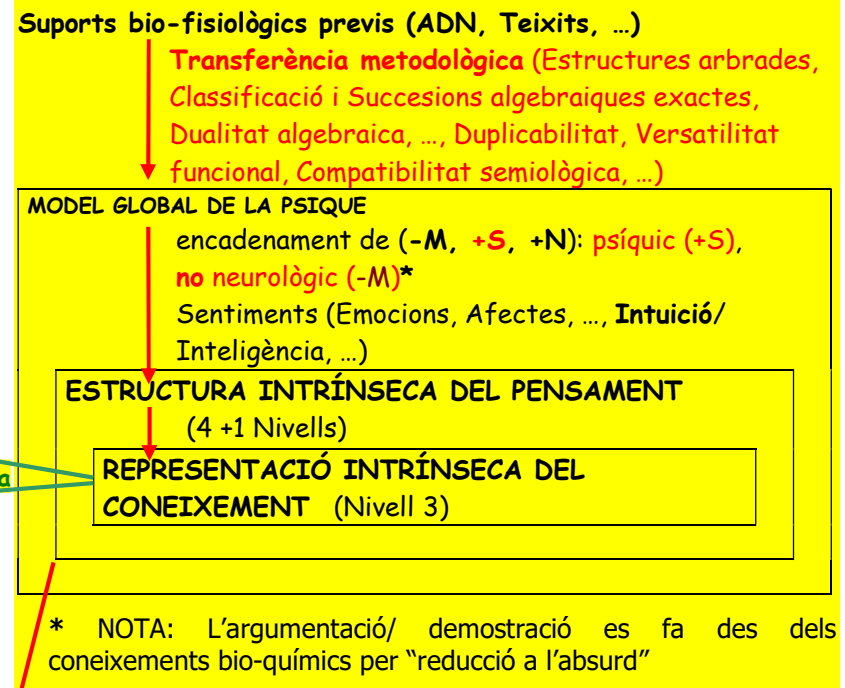 Suports bio-fisiològics previs (ADN, Teixits, …)
Transferència metodològica (Estructures arbrades,
Classificació i Succesions algebraiques exactes,
Dualitat algebraica, …, Duplicabilitat, Versatilitat
funcional, Compatibilitat semiològica, …)
MODEL GLOBAL DE LA PSIQUE
encadenament de (-M, +S, +N): psíquic (+S),
no neurològic (-M)*
Sentiments (Emocions, Afectes, …, Intuició/
Inteligència, …)
ESTRUCTURA INTRÍNSECA DEL PENSAMENT
(4 +1 Nivells)
REPRESENTACIÓ INTRÍNSECA DEL
CONEIXEMENT (Nivell 3)
a
* NOTA: L’argumentació/ demostració es fa des dels
coneixements bio-químics per “reducció a l’absurd”